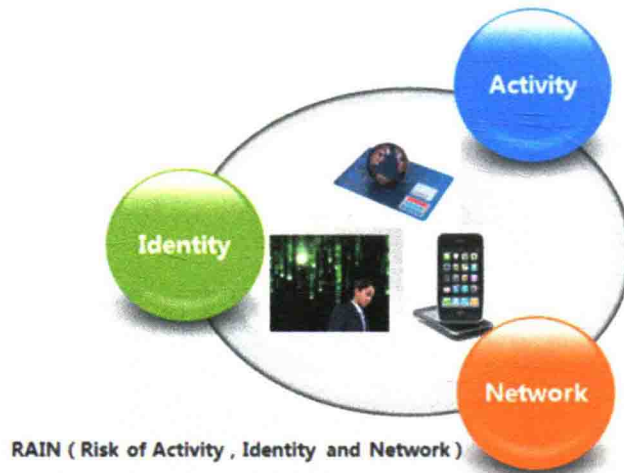 Activity
Identity
Network
RAIN ( Risk of Activity , Identity and Network )